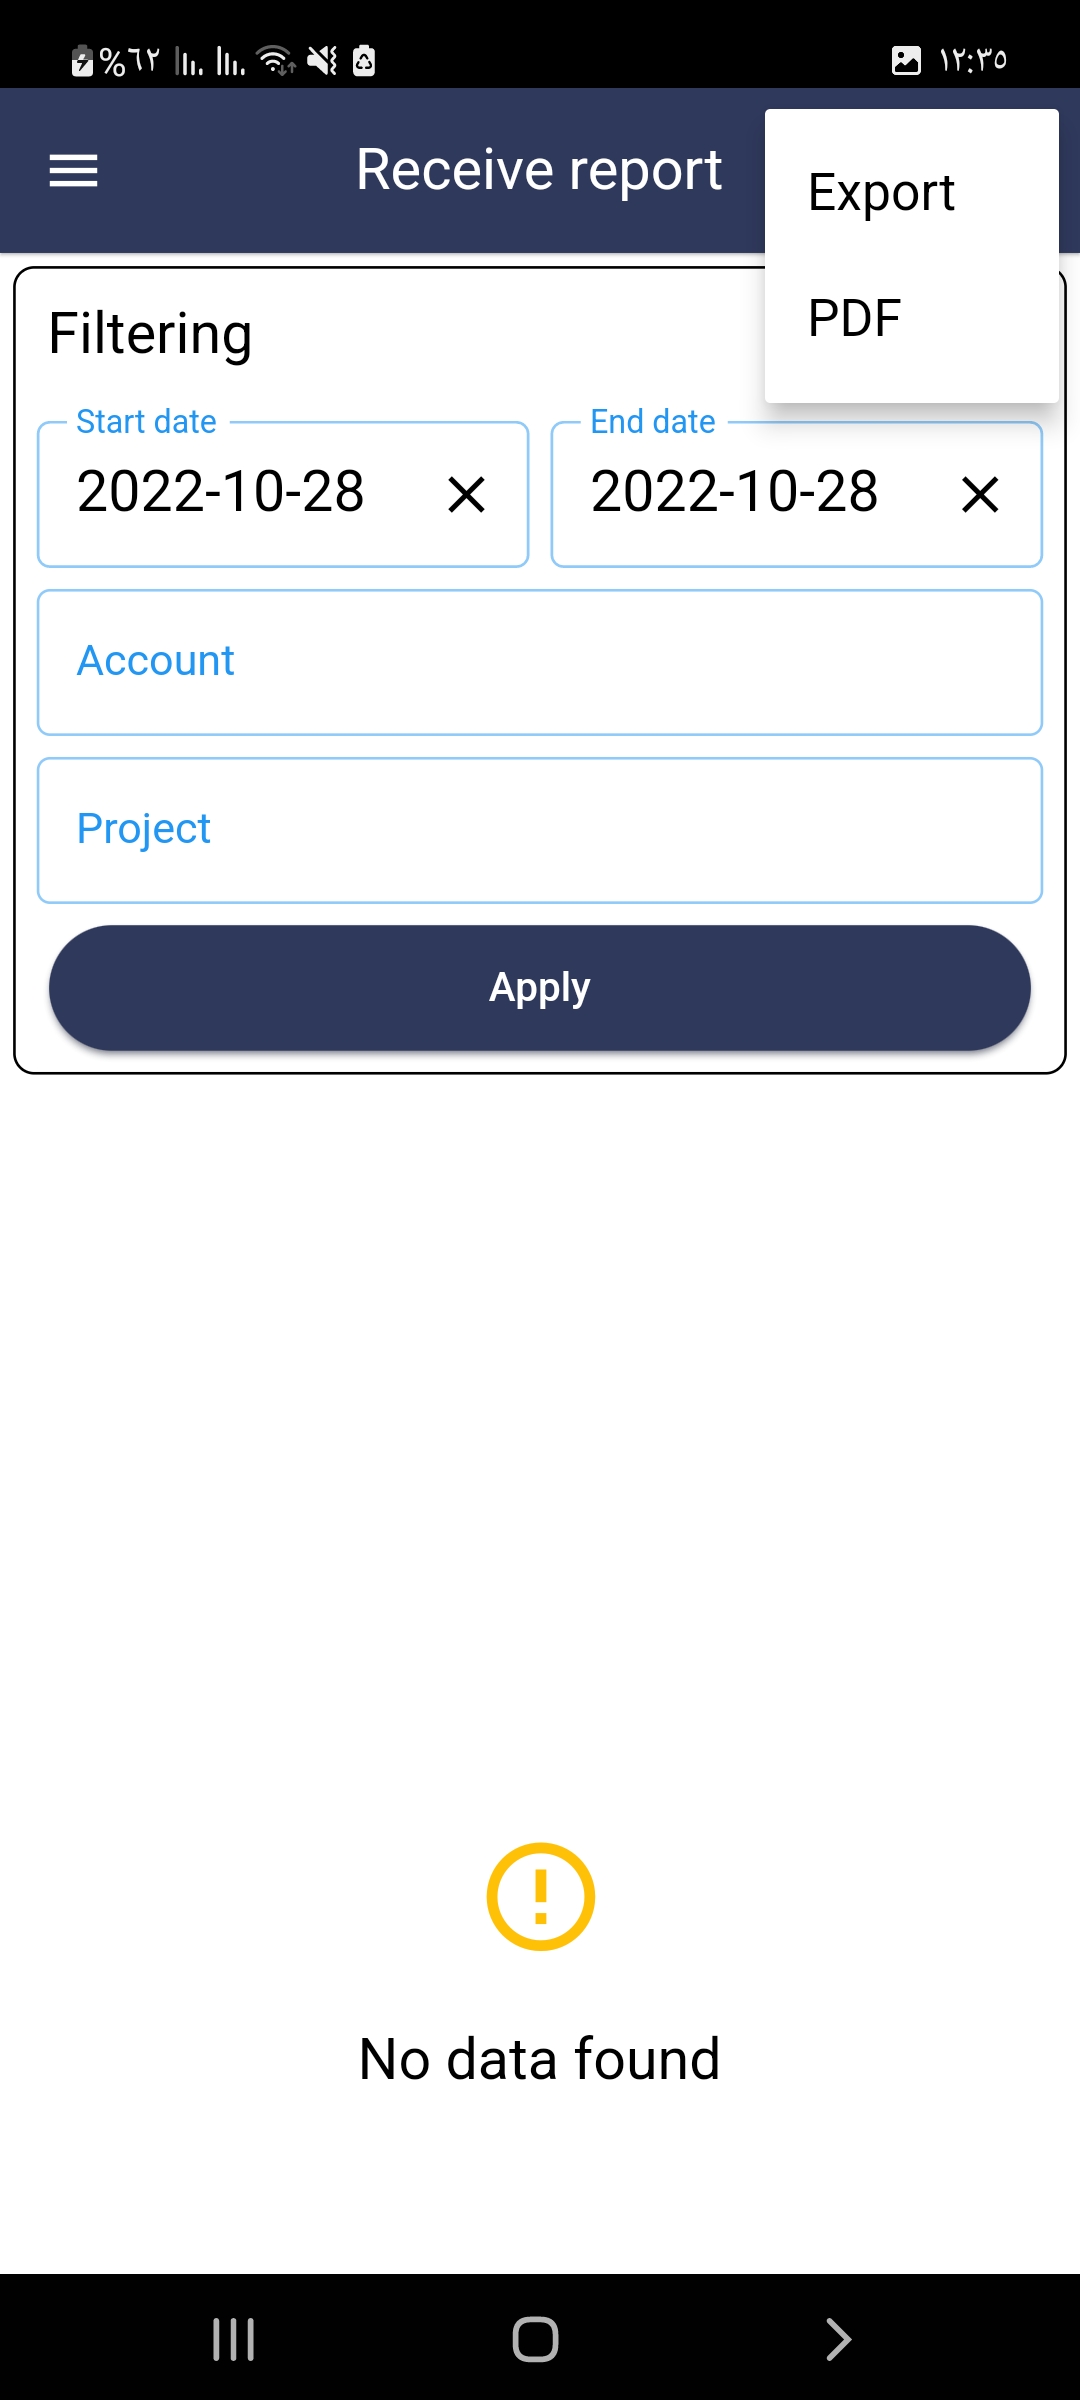 %٦٢ ١٢:٣٥
Receive report
Export
PDF
Filtering
Start date
End date
2022-10-28
2022-10-28
Account
Project
Apply
No data found